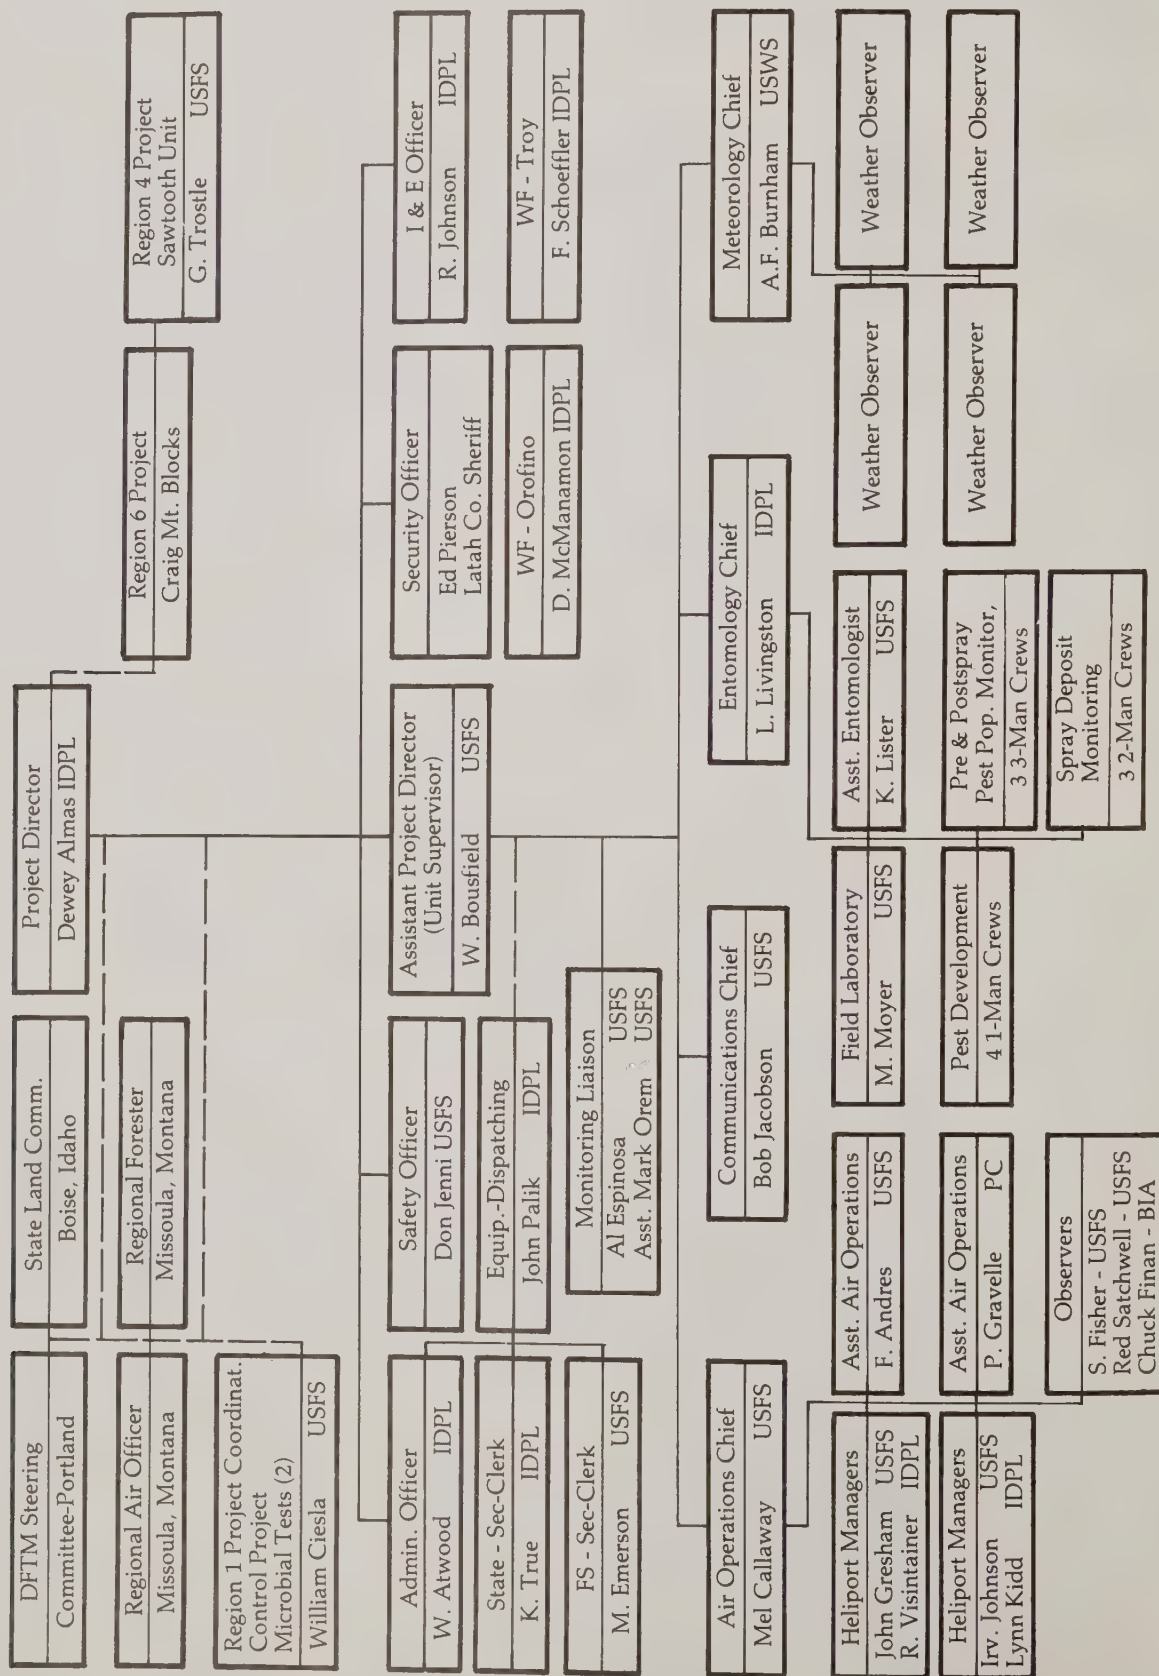 DFTM Steering
Committee-Portland
State Land Comm.
Boise, Idaho
Project Director
Dewey Almas IDPL
Regional Air Officer
Missoula, Montana
Regional Forester
Missoula, Montana
Region 6 Project
Craig Mt. Blocks
Region 4 Project
Sawtooth Unit
G. Trostle USFS
Region 1 Project Coordinat.
Control Project
Microbial Tests (2)
William Ciesla USFS
Admin. Officer
W. Atwood IDPL
Safety Officer
Don Jenni USFS
Assistant Project Director
(Unit Supervisor)
W. Bousfield USFS
Security Officer
Ed Pierson
Latah Co. Sheriff
I & E Officer
R. Johnson IDPL
State - Sec-Clerk
K. True IDPL
Equip.-Dispatching
John Palik IDPL
WF - Orofino
D. McManamon IDPL
WF - Troy
F. Schoeffler IDPL
FS - Sec-Clerk
M. Emerson USFS
Monitoring Liaison
Al Espinosa USFS
Asst. Mark Orem USFS
Air Operations Chief
Mel Callaway USFS
Communications Chief
Bob Jacobson USFS
Entomology Chief
L. Livingston IDPL
Meteorology Chief
A.F. Burnham USWS
Heliport Managers
John Gresham USFS
R. Visintainer IDPL
Asst. Air Operations
F. Andres USFS
Field Laboratory
M. Moyer USFS
Asst. Entomologist
K. Lister USFS
Weather Observer
Weather Observer
Heliport Managers
Irv. Johnson USFS
Lynn Kidd IDPL
Asst. Air Operations
P. Gravelle PC
Pest Development
4 1-Man Crews
Pre & Postspray
Pest Pop. Monitor,
3 3-Man Crews
Weather Observer
Weather Observer
Observers
S. Fisher - USFS
Red Satchwell - USFS
Chuck Finan - BIA
Spray Deposit
Monitoring
3 2-Man Crews